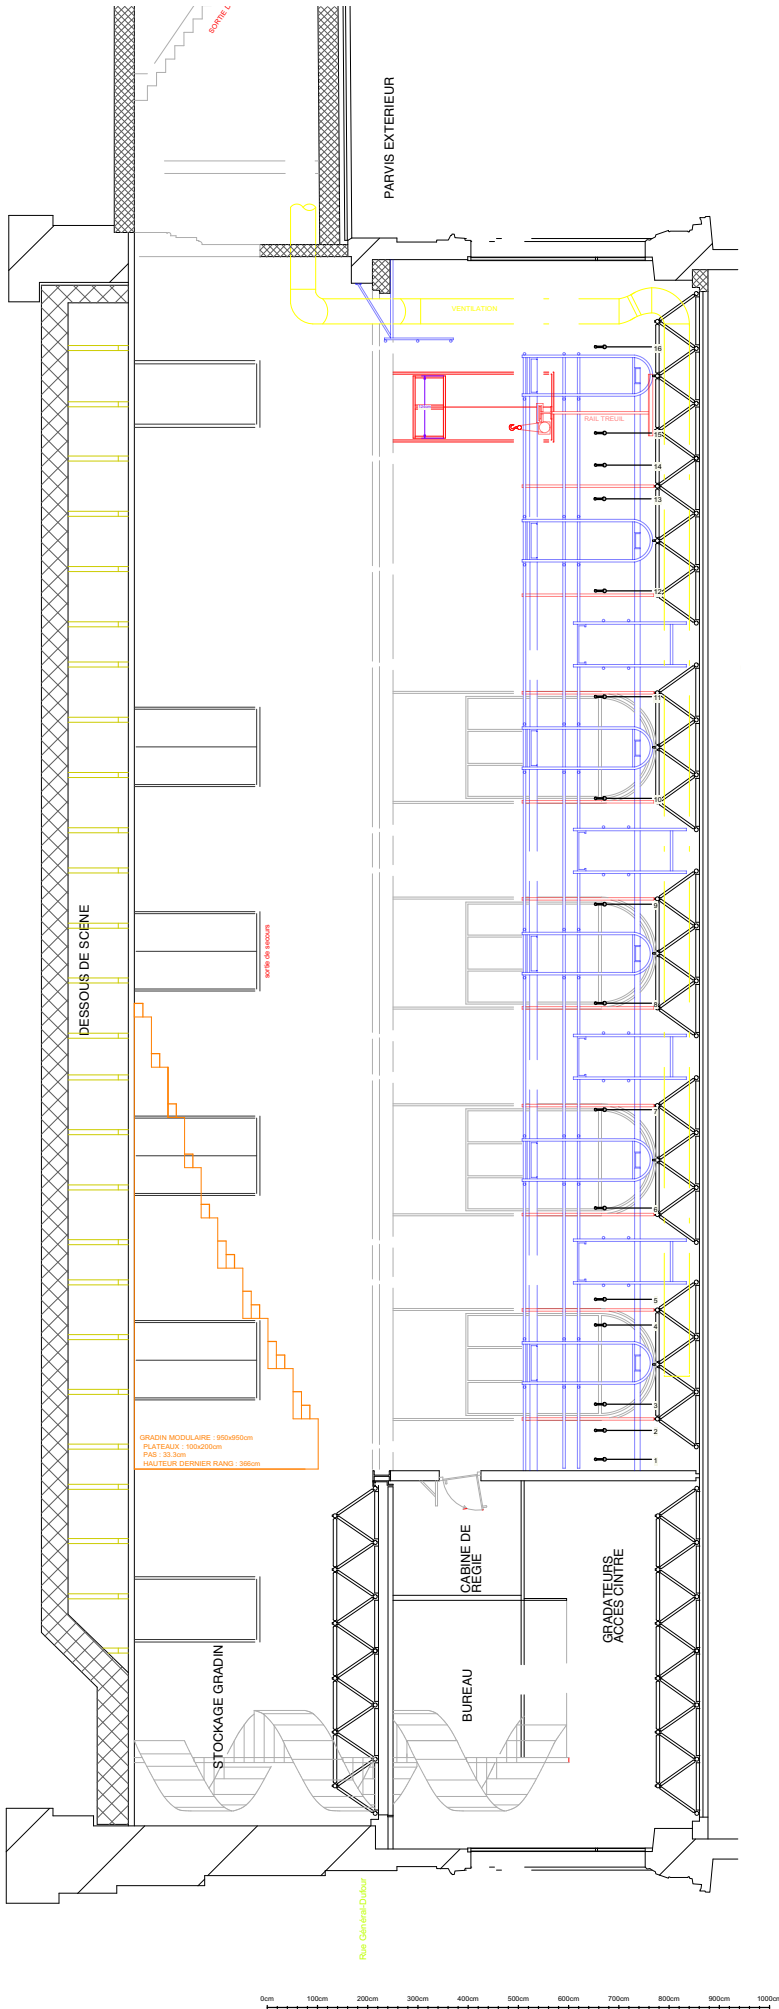 SORTIE
PARVIS EXTERIEUR
VENTILATION
16
RAIL TREUIL
15
14
13
12
11
10
9
DESSOUS DE SCENE
sortie de secours
8
7
6
5
4
3
GRADIN MODULAIRE : 950x950cm
PLATEAUX : 100x200cm
PAS : 33.3cm
HAUTEUR DERNIER RANG : 366cm
2
1
CABINE DE
REGIE
GRADATEURS
ACCES CINTRE
STOCKAGE GRADIN
BUREAU
Rue Général-Dufour
0cm 100cm 200cm 300cm 400cm 500cm 600cm 700cm 800cm 900cm 1000cm